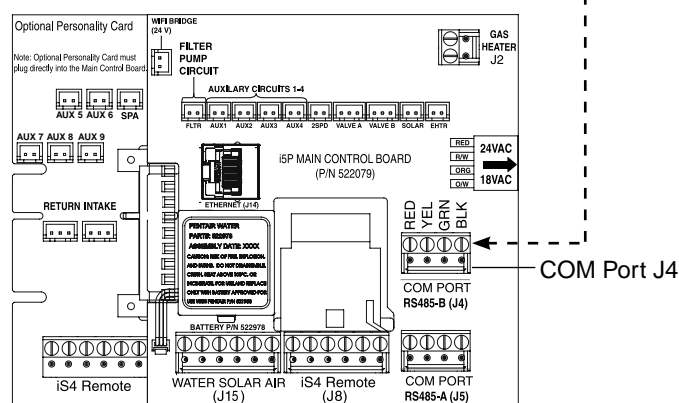 Optional Personality Card
Note: Optional Personality Card must
plug directly into the Main Control Board.
AUX 5 AUX 6 SPA
AUX 7 AUX 8 AUX 9
RETURN INTAKE
iS4 Remote
WIFI BRIDGE
(24 V)
FILTER
PUMP
CIRCUIT
AUXILARY CIRCUITS 1-4
FLTR AUX1 AUX2 AUX3 AUX4 2SPD VALVE A VALVE B SOLAR EHTR
GAS
HEATER
J2
i5P MAIN CONTROL BOARD
(P/N 522079)
ETHERNET (J14)
RED
R/W
ORG
O/W
24VAC
18VAC
PENTAIR WATER
PART#: 522978
ASSEMBLY DATE: XXXX
BATTERY P/N 522978
RED
YEL
GRN
BLK
COM PORT
RS485-B (J4)
COM Port J4
WATER SOLAR AIR
(J15)
iS4 Remote
(J8)
COM PORT
RS485-A (J5)